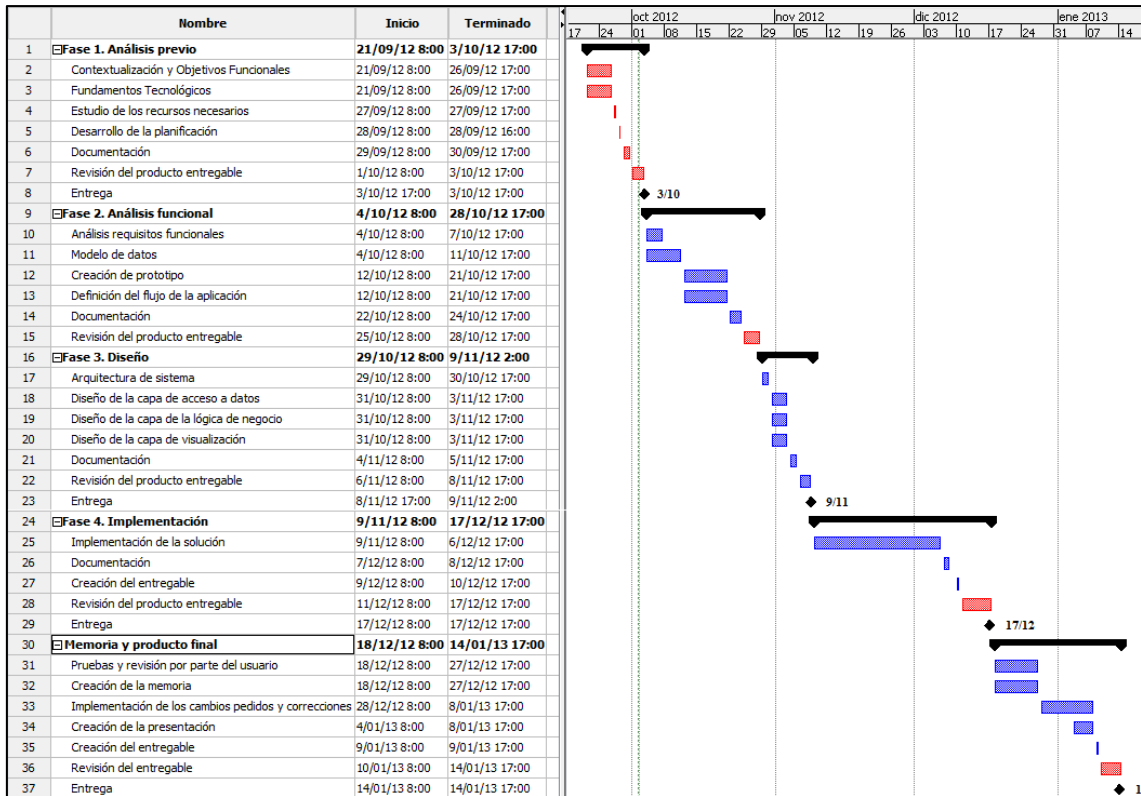 Nombre Inicio Terminado
oct 2012 nov 2012 dic 2012 ene 2013
17 24 01 08 15 22 29 05 12 19 26 03 10 17 24 31 07 14
1 Fase 1. Análisis previo 21/09/12 8:00 3/10/12 17:00
2 Contextualización y Objetivos Funcionales 21/09/12 8:00 26/09/12 17:00
3 Fundamentos Tecnológicos 21/09/12 8:00 26/09/12 17:00
4 Estudio de los recursos necesarios 27/09/12 8:00 27/09/12 17:00
5 Desarrollo de la planificación 28/09/12 8:00 28/09/12 16:00
6 Documentación 29/09/12 8:00 30/09/12 17:00
7 Revisión del producto entregable 1/10/12 8:00 3/10/12 17:00
8 Entrega 3/10/12 17:00 3/10/12 17:00 3/10
9 Fase 2. Análisis funcional 4/10/12 8:00 28/10/12 17:00
10 Análisis requisitos funcionales 4/10/12 8:00 7/10/12 17:00
11 Modelo de datos 4/10/12 8:00 11/10/12 17:00
12 Creación de prototipo 12/10/12 8:00 21/10/12 17:00
13 Definición del flujo de la aplicación 12/10/12 8:00 21/10/12 17:00
14 Documentación 22/10/12 8:00 24/10/12 17:00
15 Revisión del producto entregable 25/10/12 8:00 28/10/12 17:00
16 Fase 3. Diseño 29/10/12 8:00 9/11/12 2:00
17 Arquitectura de sistema 29/10/12 8:00 30/10/12 17:00
18 Diseño de la capa de acceso a datos 31/10/12 8:00 3/11/12 17:00
19 Diseño de la capa de la lógica de negocio 31/10/12 8:00 3/11/12 17:00
20 Diseño de la capa de visualización 31/10/12 8:00 3/11/12 17:00
21 Documentación 4/11/12 8:00 5/11/12 17:00
22 Revisión del producto entregable 6/11/12 8:00 8/11/12 17:00
23 Entrega 8/11/12 17:00 9/11/12 2:00 9/11
24 Fase 4. Implementación 9/11/12 8:00 17/12/12 17:00
25 Implementación de la solución 9/11/12 8:00 6/12/12 17:00
26 Documentación 7/12/12 8:00 8/12/12 17:00
27 Creación del entregable 9/12/12 8:00 10/12/12 17:00
28 Revisión del producto entregable 11/12/12 8:00 17/12/12 17:00
29 Entrega 17/12/12 8:00 17/12/12 17:00 17/12
30 Memoria y producto final 18/12/12 8:00 14/01/13 17:00
31 Pruebas y revisión por parte del usuario 18/12/12 8:00 27/12/12 17:00
32 Creación de la memoria 18/12/12 8:00 27/12/12 17:00
33 Implementación de los cambios pedidos y correcciones 28/12/12 8:00 8/01/13 17:00
34 Creación de la presentación 4/01/13 8:00 8/01/13 17:00
35 Creación del entregable 9/01/13 8:00 9/01/13 17:00
36 Revisión del entregable 10/01/13 8:00 14/01/13 17:00
37 Entrega 14/01/13 8:00 14/01/13 17:00 1